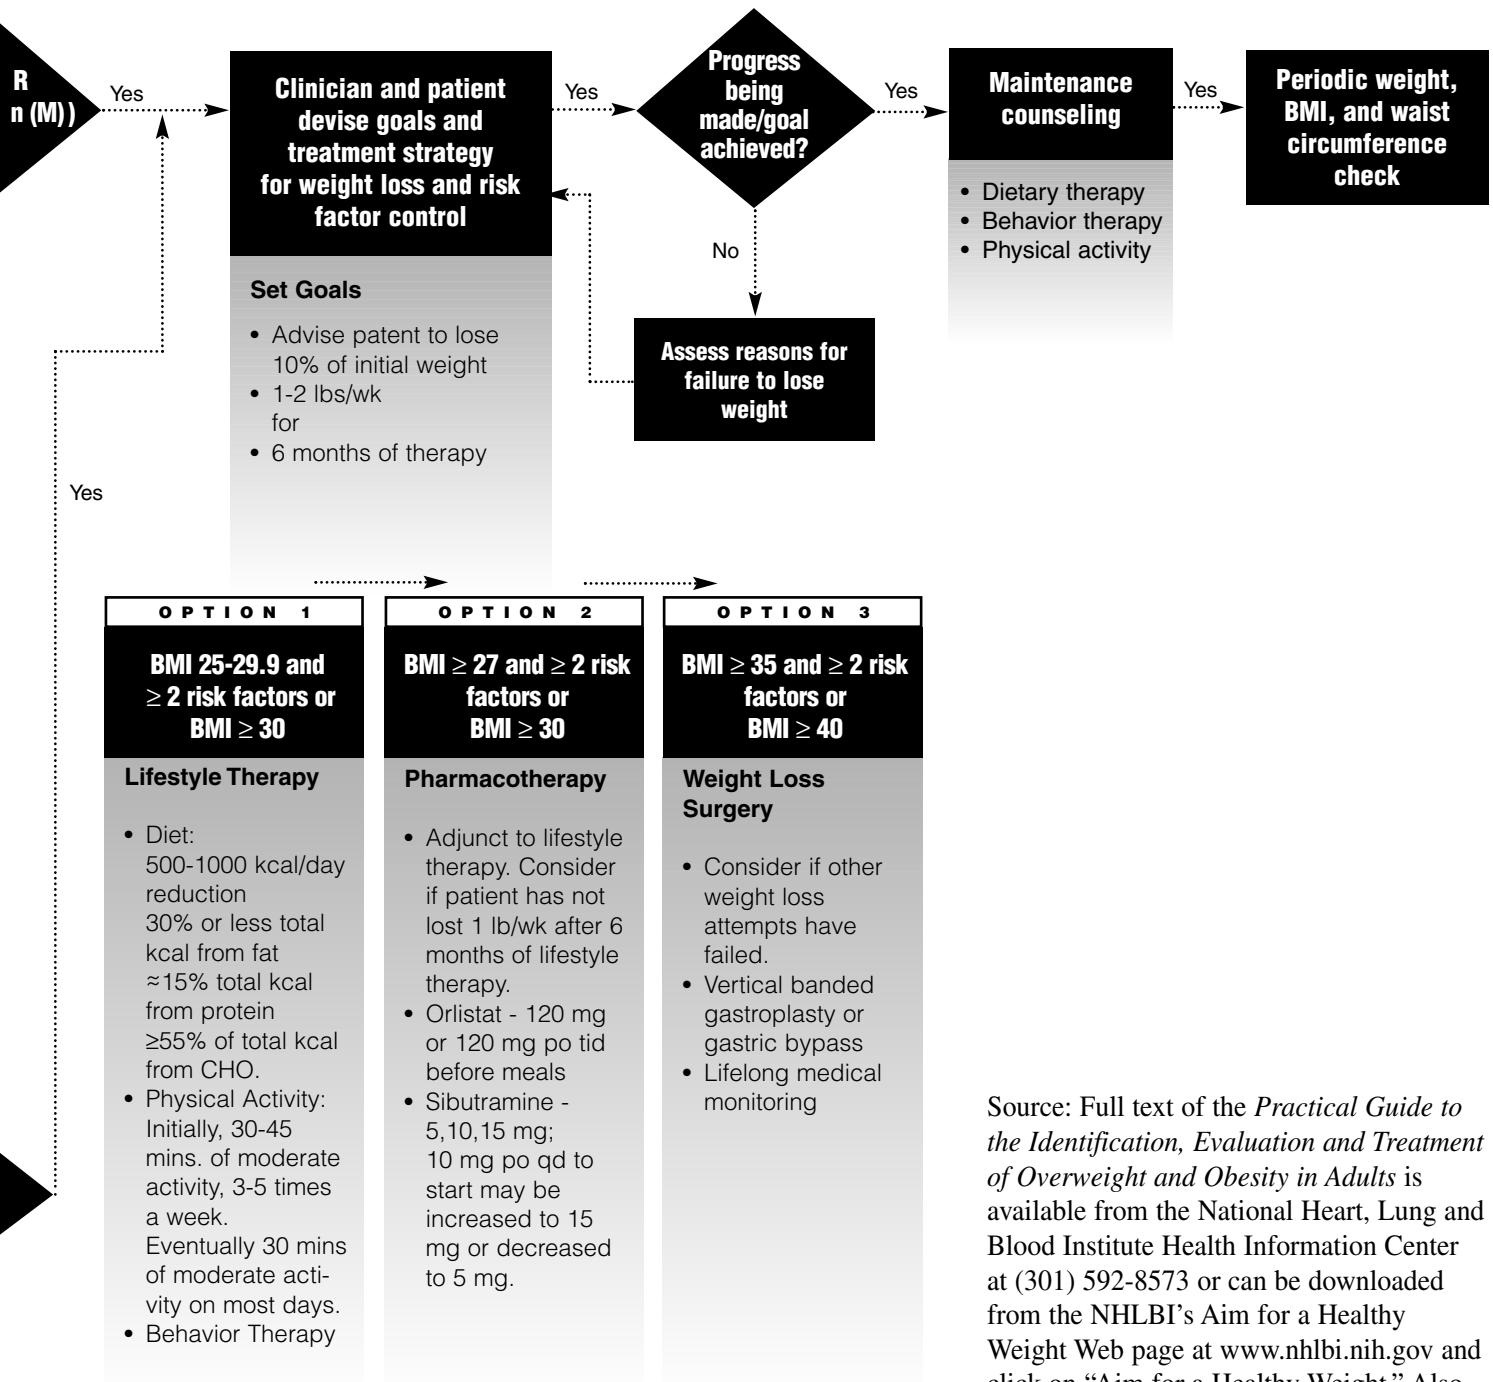 R
n (M) )
Yes
Clinician and patient
devise goals and
treatment strategy
for weight loss and risk
factor control
Yes
Progress
being
made/goal
achieved?
Yes
Maintenance
counseling
Yes
Periodic weight,
BMI, and waist
circumference
check
• Dietary therapy
• Behavior therapy
• Physical activity
No
Assess reasons for
failure to lose
weight
Set Goals
• Advise patent to lose
10% of initial weight
• 1-2 lbs/wk
for
• 6 months of therapy
Yes
OPTION 1
BMI 25-29.9 and
≥ 2 risk factors or
BMI ≥ 30
Lifestyle Therapy
• Diet:
500-1000 kcal/day
reduction
30% or less total
kcal from fat
≈15% total kcal
from protein
≥55% of total kcal
from CHO.
• Physical Activity:
Initially, 30-45
mins. of moderate
activity, 3-5 times
a week.
Eventually 30 mins
of moderate acti-
vity on most days.
• Behavior Therapy
OPTION 2
BMI ≥ 27 and ≥ 2 risk
factors or
BMI ≥ 30
Pharmacotherapy
• Adjunct to lifestyle
therapy. Consider
if patient has not
lost 1 lb/wk after 6
months of lifestyle
therapy.
• Orlistat - 120 mg
or 120 mg po tid
before meals
• Sibutramine -
5,10,15 mg;
10 mg po qd to
start may be
increased to 15
mg or decreased
to 5 mg.
OPTION 3
BMI ≥ 35 and ≥ 2 risk
factors or
BMI ≥ 40
Weight Loss
Surgery
• Consider if other
weight loss
attempts have
failed.
• Vertical banded
gastroplasty or
gastric bypass
• Lifelong medical
monitoring
Source: Full text of the Practical Guide to
the Identification, Evaluation and Treatment
of Overweight and Obesity in Adults is
available from the National Heart, Lung and
Blood Institute Health Information Center
at (301) 592-8573 or can be downloaded
from the NHLBI's Aim for a Healthy
Weight Web page at www.nhlbi.nih.gov and
click on “Aim for a Healthy Weight.” Also